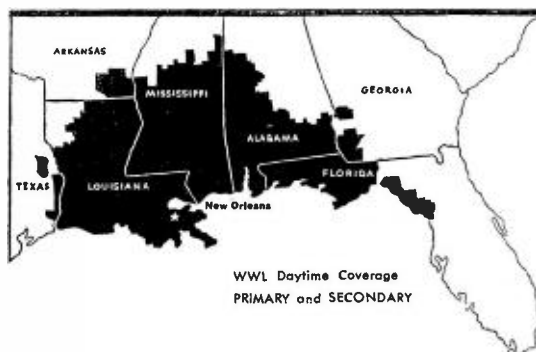 ARKANSAS
MISSISSIPPI
GEORGIA
ALABAMA
TEXAS
LOUISIANA
FLORIDA
New Orleans
WWL Daytime Coverage
PRIMARY and SECONDARY